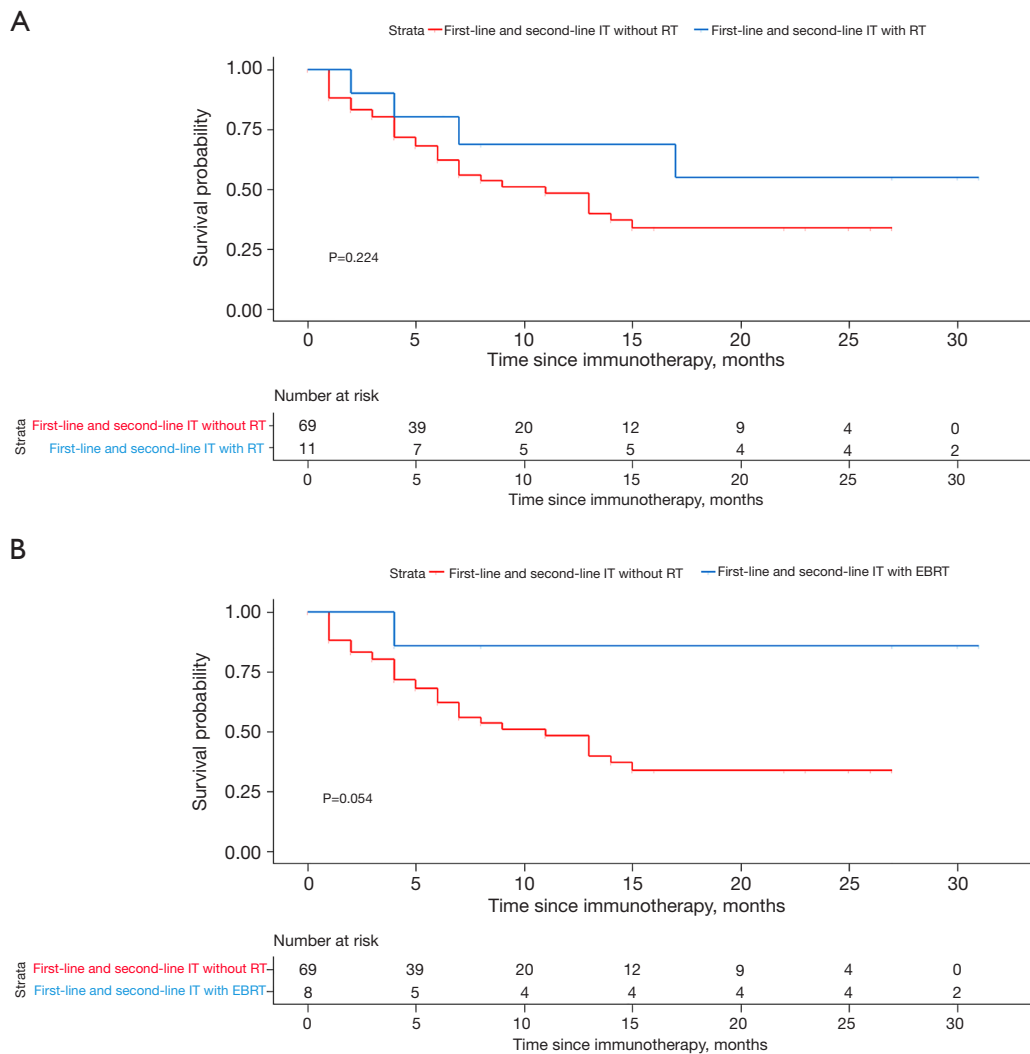 A
Strata First-line and second-line IT without RT First-line and second-line IT with RT
1.00
0.75
0.50
0.25
0.00
Survival probability
P=0.224
0 5 10 15 20 25 30
Time since immunotherapy, months
Number at risk
Strata
First-line and second-line IT without RT 69 39 20 12 9 4 0
First-line and second-line IT with RT 11 7 5 5 4 4 2
0 5 10 15 20 25 30
Time since immunotherapy, months
B
Strata First-line and second-line IT without RT First-line and second-line IT with EBRT
1.00
0.75
0.50
0.25
0.00
Survival probability
P=0.054
0 5 10 15 20 25 30
Time since immunotherapy, months
Number at risk
Strata
First-line and second-line IT without RT 69 39 20 12 9 4 0
First-line and second-line IT with EBRT 8 5 4 4 4 4 2
0 5 10 15 20 25 30
Time since immunotherapy, months